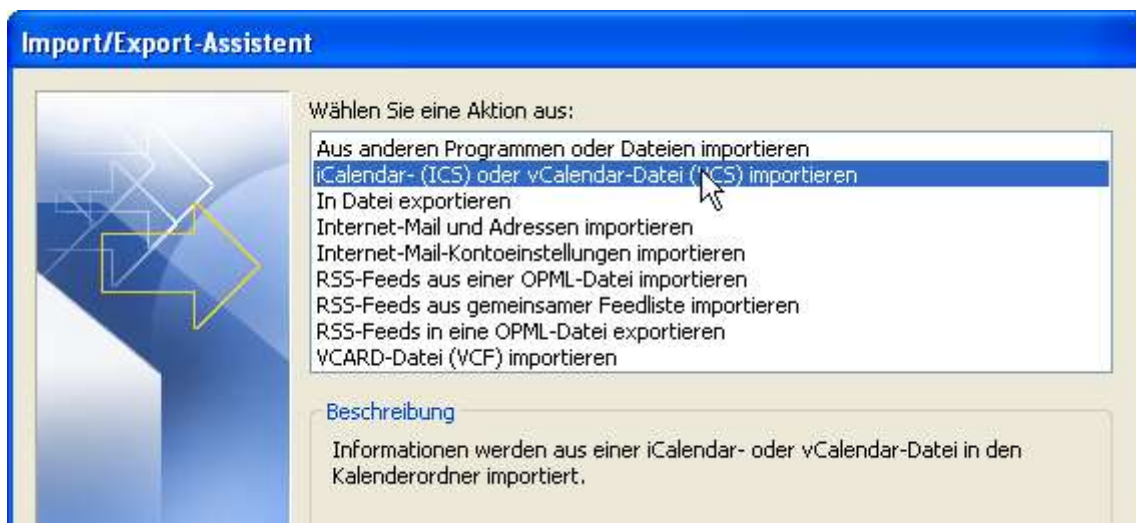 Import/Export-Assistent
Wählen Sie eine Aktion aus:
Aus anderen Programmen oder Dateien importieren
iCalendar- (ICS) oder vCalendar-Datei (VCS) importieren
In Datei exportieren
Internet-Mail und Adressen importieren
Internet-Mail-Kontoeinstellungen importieren
RSS-Feeds aus einer OPML-Datei importieren
RSS-Feeds aus gemeinsamer Feedliste importieren
RSS-Feeds in eine OPML-Datei exportieren
VCARD-Datei (VCF) importieren
Beschreibung
Informationen werden aus einer iCalendar- oder vCalendar-Datei in den
Kalenderordner importiert.